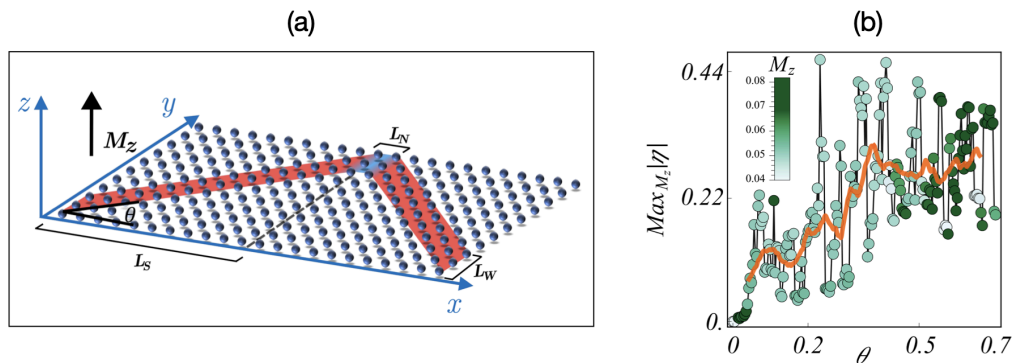 (a)
(b)
z
y
M_z
L_N
θ
L_S
L_W
x
Max_{M_z}|η|
M_z
0.08
0.07
0.06
0.05
0.04
0.44
0.22
0.
0
0.2
0.5
0.7
θ